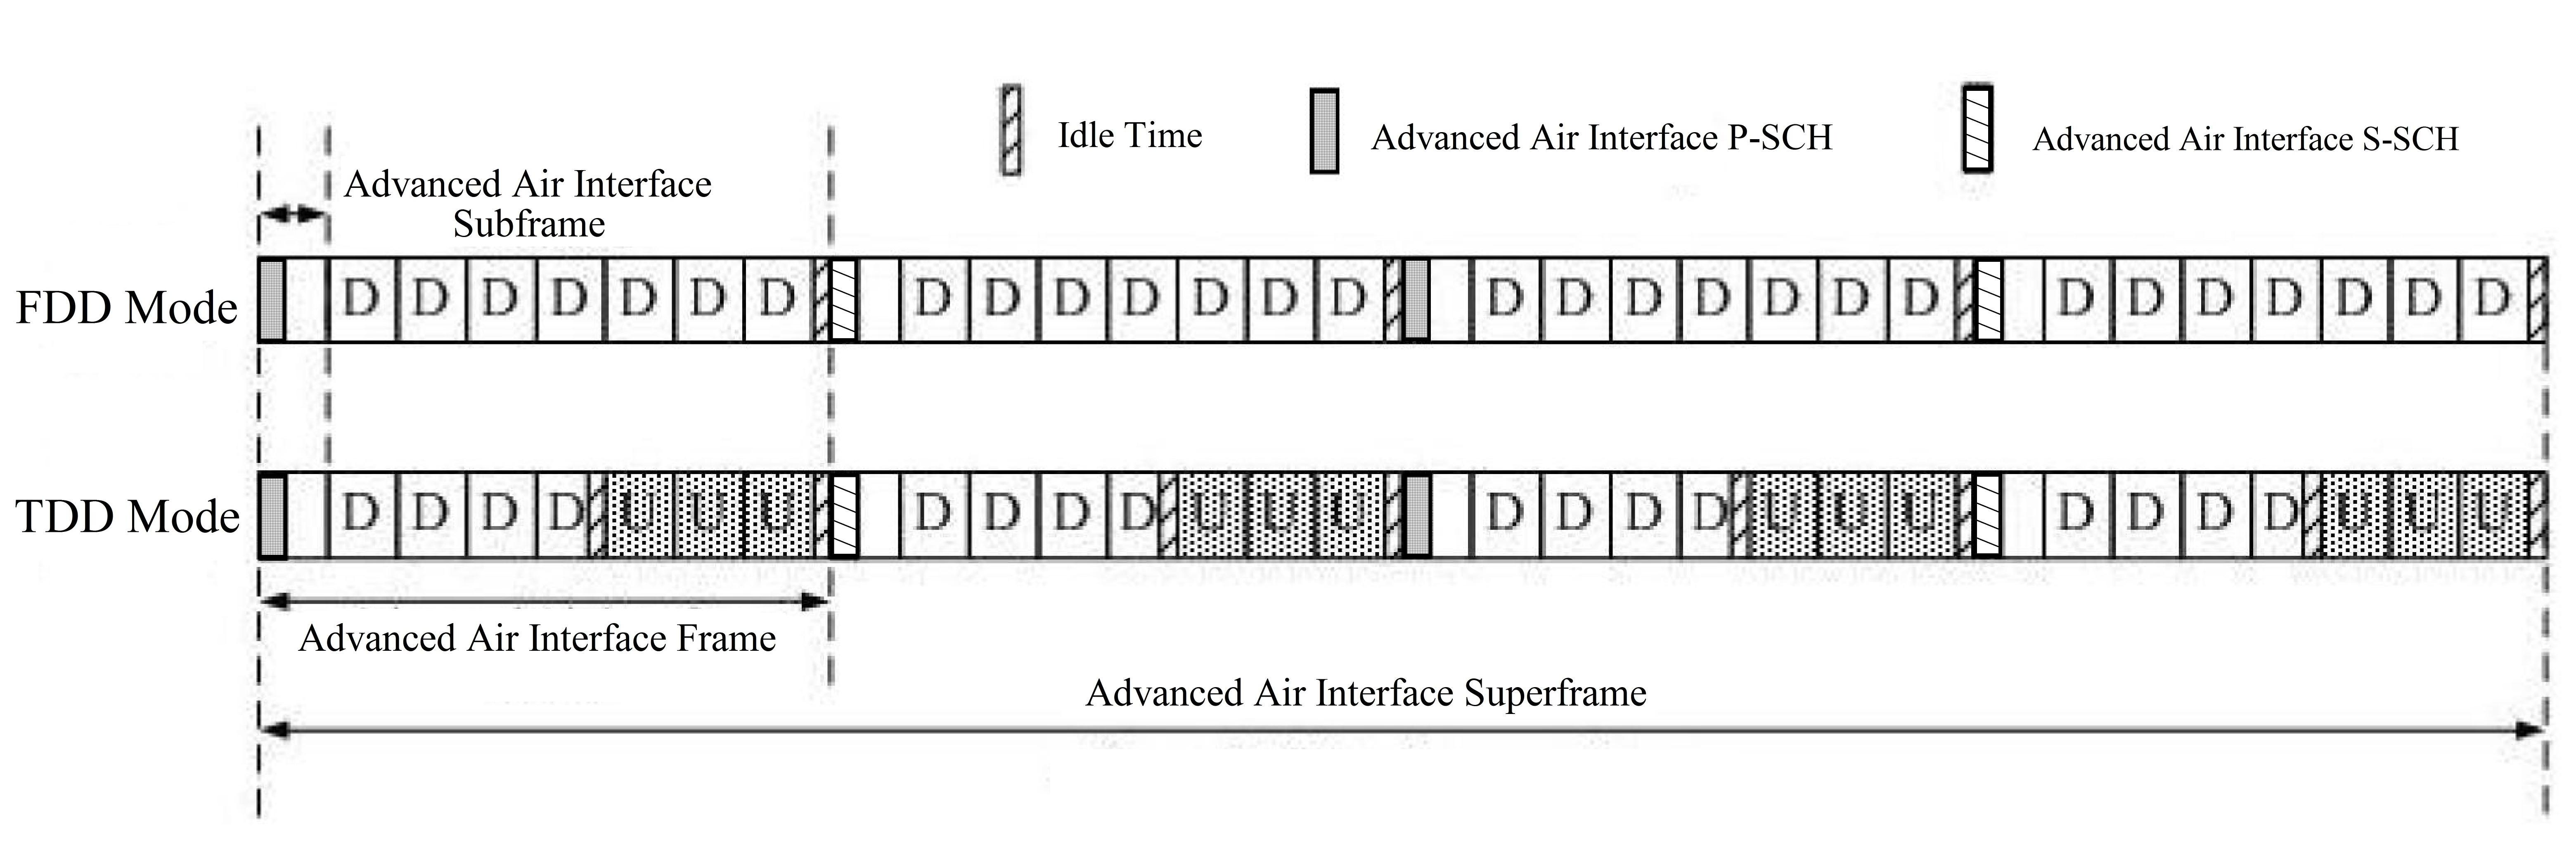 Idle Time
Advanced Air Interface P-SCH
Advanced Air Interface S-SCH
Advanced Air Interface
Subframe
FDD Mode D D D D D D D D D D D D D D D D D D D D D D D D D D D D
TDD Mode D D D D U U U D D D D U U U D D D D U U U D D D D U U U
Advanced Air Interface Frame
Advanced Air Interface Superframe